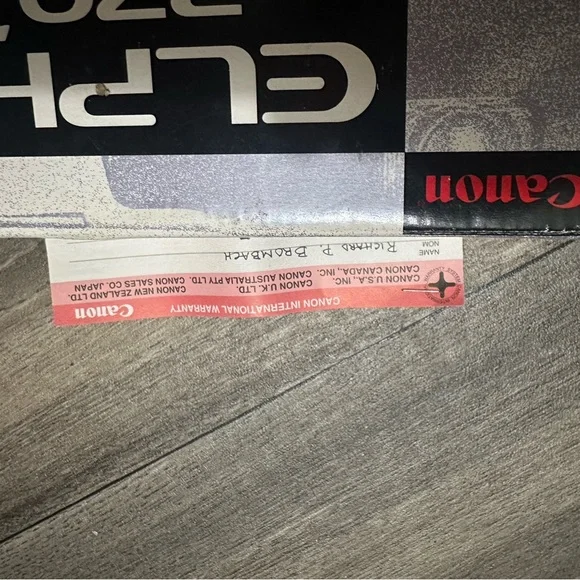 Canon
ELPH
370
CANON INTERNATIONAL WARRANTY Canon
CANON U.S.A., INC. CANON U.K. LTD. CANON NEW ZEALAND LTD.
CANON CANADA, INC. CANON AUSTRALIA PTY LTD. CANON SALES CO. JAPAN
NAME
NOM
RICHARD P. BROMBACH